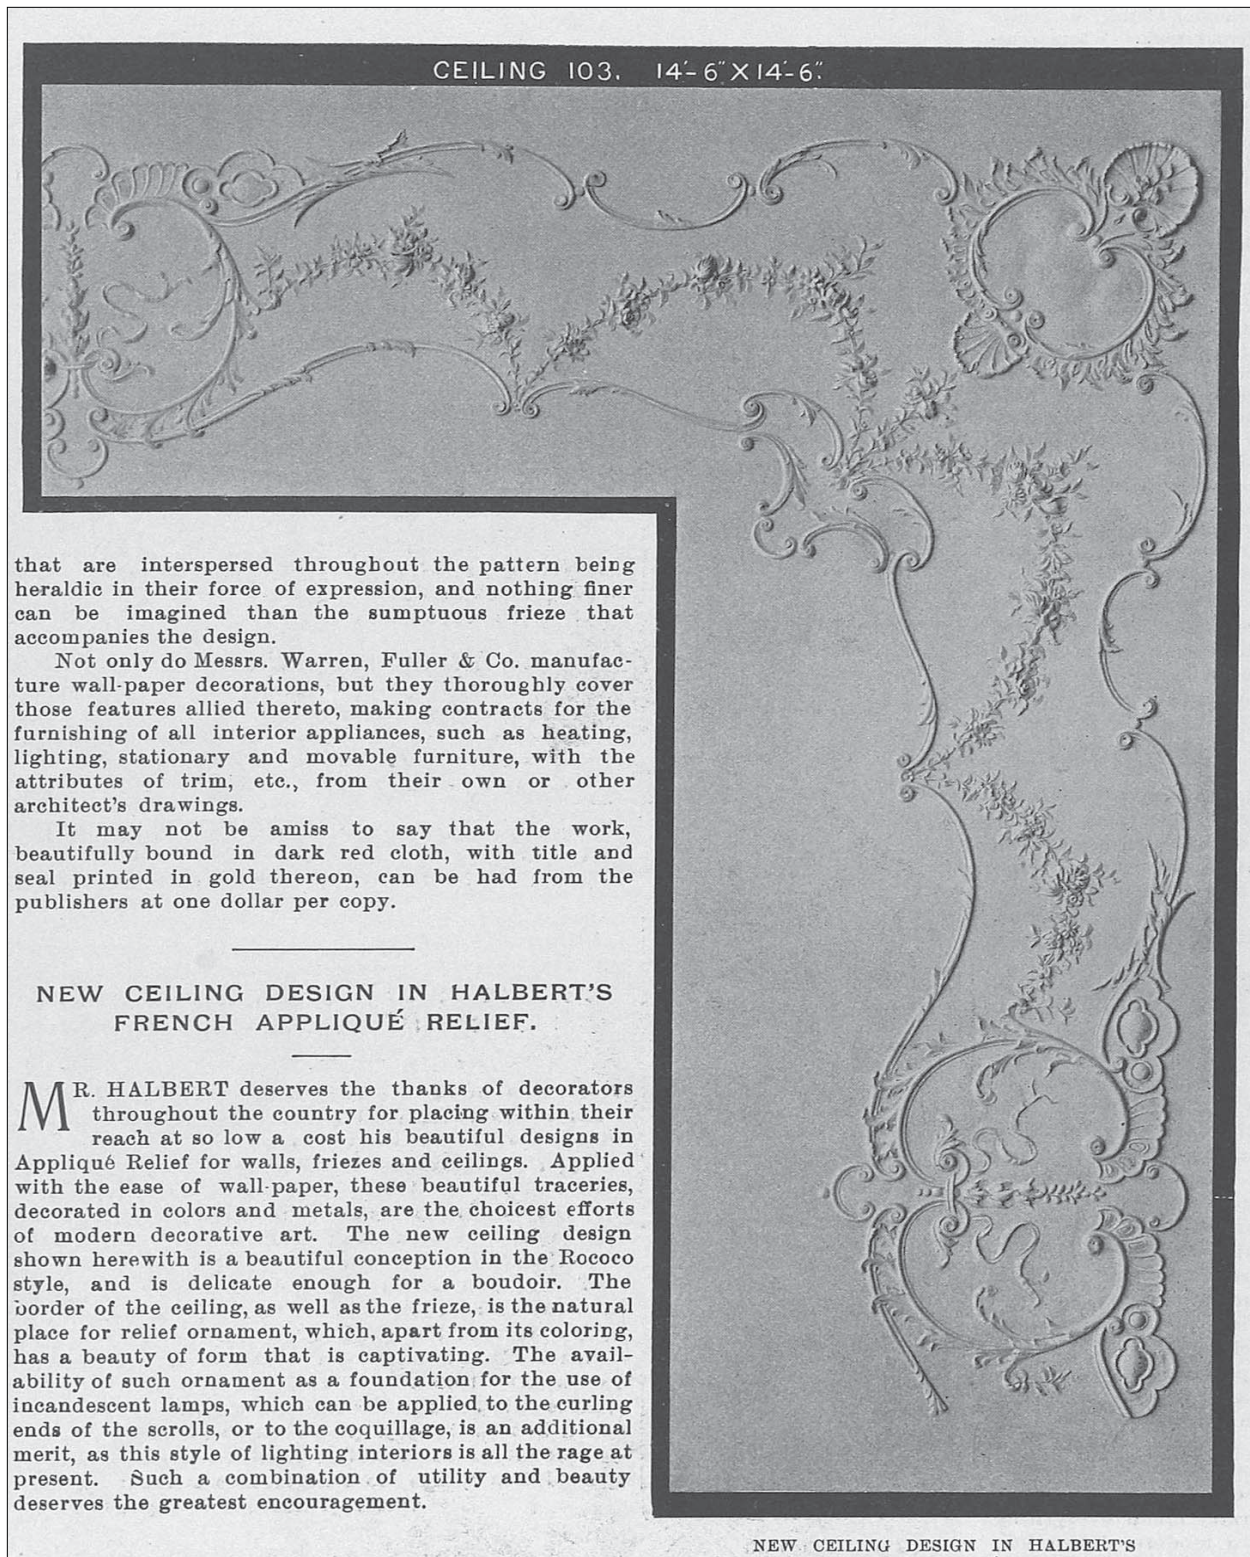 CEILING 103. 14'-6" X 14'-6".
that are interspersed throughout the pattern being
heraldic in their force of expression, and nothing finer
can be imagined than the sumptuous frieze that
accompanies the design.
Not only do Messrs. Warren, Fuller & Co. manufac-
ture wall-paper decorations, but they thoroughly cover
those features allied thereto, making contracts for the
furnishing of all interior appliances, such as heating,
lighting, stationary and movable furniture, with the
attributes of trim, etc., from their own or other
architect's drawings.
It may not be amiss to say that the work,
beautifully bound in dark red cloth, with title and
seal printed in gold thereon, can be had from the
publishers at one dollar per copy.
NEW CEILING DESIGN IN HALBERT'S
FRENCH APPLIQUÉ RELIEF.
MR. HALBERT deserves the thanks of decorators
throughout the country for placing within their
reach at so low a cost his beautiful designs in
Appliqué Relief for walls, friezes and ceilings. Applied
with the ease of wall-paper, these beautiful traceries,
decorated in colors and metals, are the choicest efforts
of modern decorative art. The new ceiling design
shown herewith is a beautiful conception in the Rococo
style, and is delicate enough for a boudoir. The
border of the ceiling, as well as the frieze, is the natural
place for relief ornament, which, apart from its coloring,
has a beauty of form that is captivating. The avail-
ability of such ornament as a foundation for the use of
incandescent lamps, which can be applied to the curling
ends of the scrolls, or to the coquillage, is an additional
merit, as this style of lighting interiors is all the rage at
present. Such a combination of utility and beauty
deserves the greatest encouragement.
NEW CEILING DESIGN IN HALBERT'S